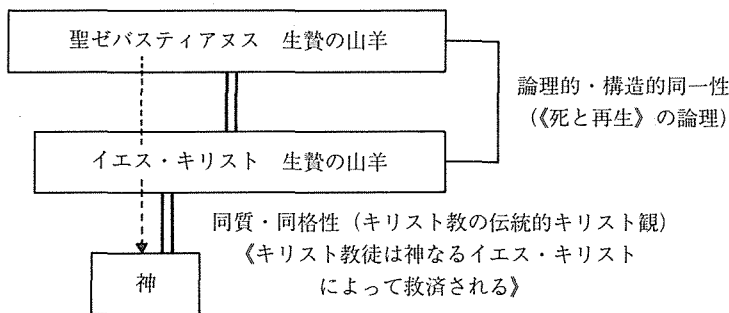 聖ゼバスティアヌス 生贄の山羊
論理的・構造的同一性
(《死と再生》の論理)
イエス・キリスト 生贄の山羊
同質・同格性(キリスト教の伝統的キリスト観)
《キリスト教徒は神なるイエス・キリスト
によって救済される》
神